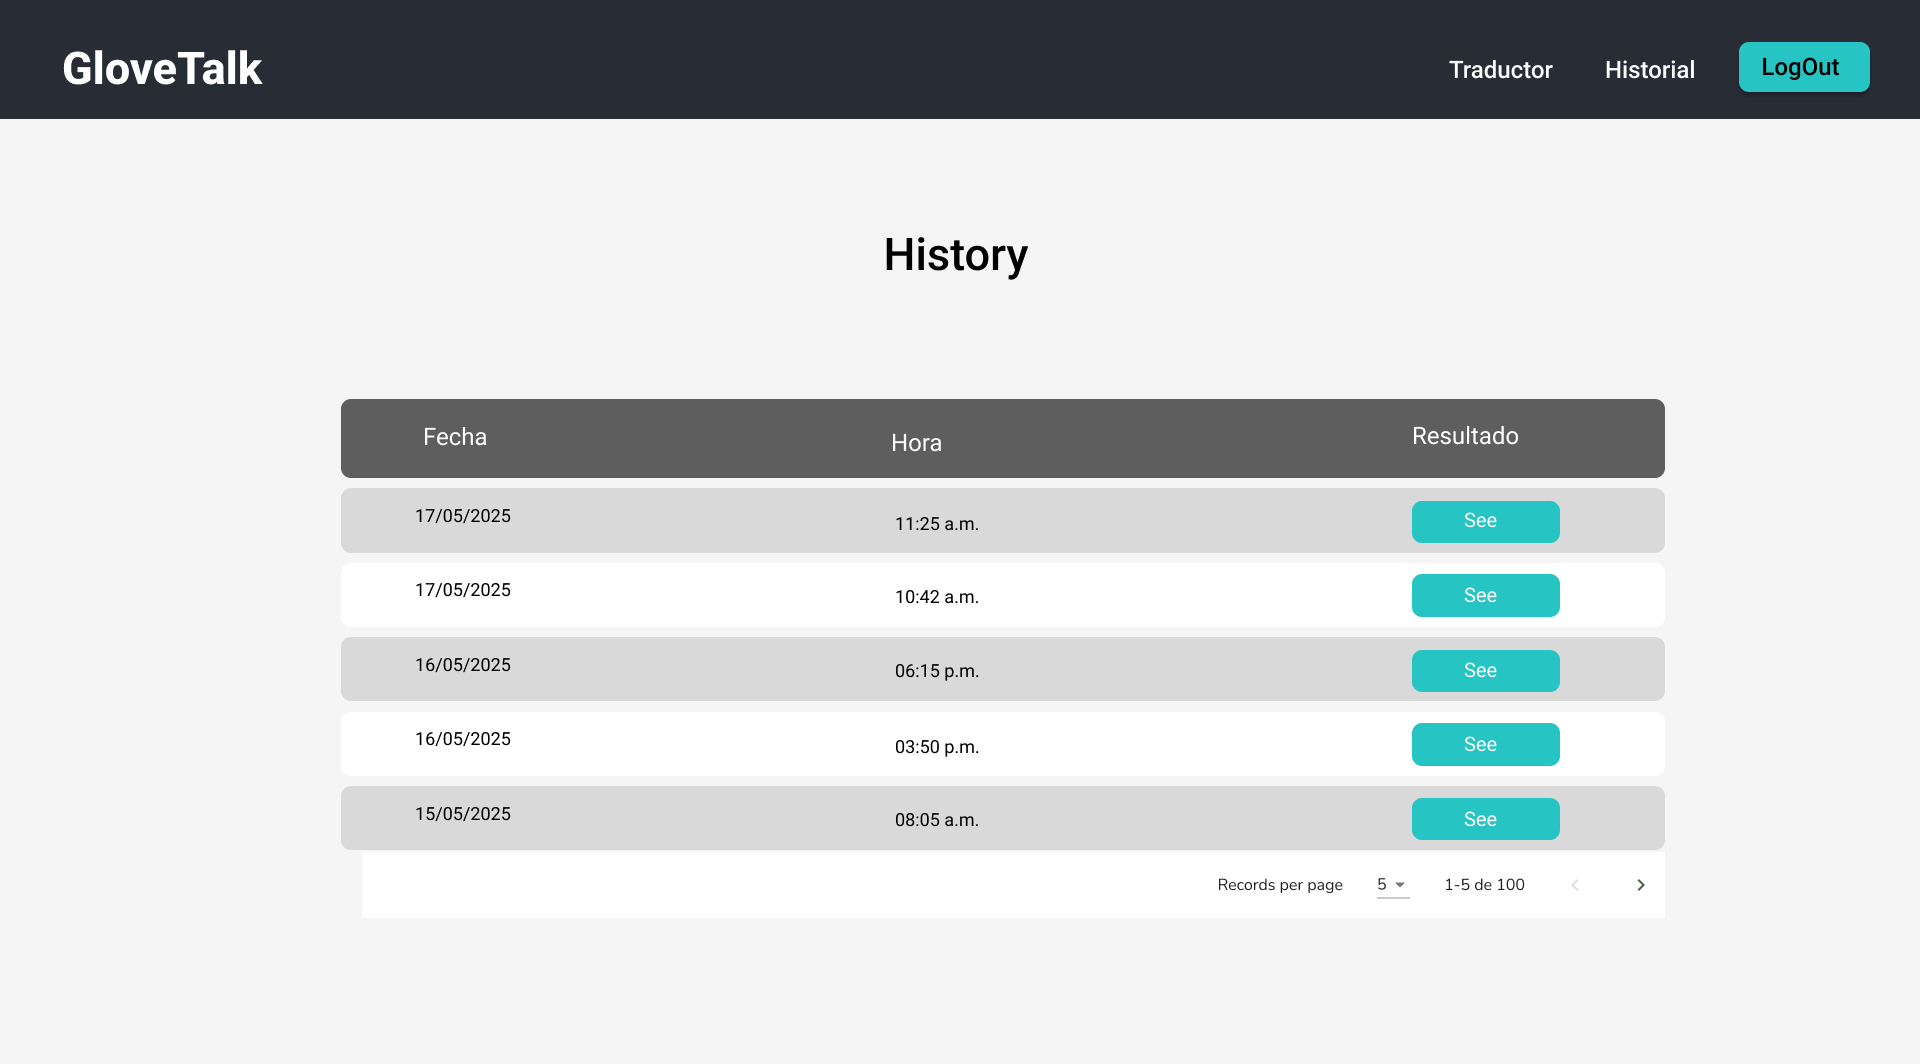 GloveTalk
Traductor Historial LogOut
History
Fecha Hora Resultado
17/05/2025 11:25 a.m. See
17/05/2025 10:42 a.m. See
16/05/2025 06:15 p.m. See
16/05/2025 03:50 p.m. See
15/05/2025 08:05 a.m. See
Records per page 5 1-5 de 100